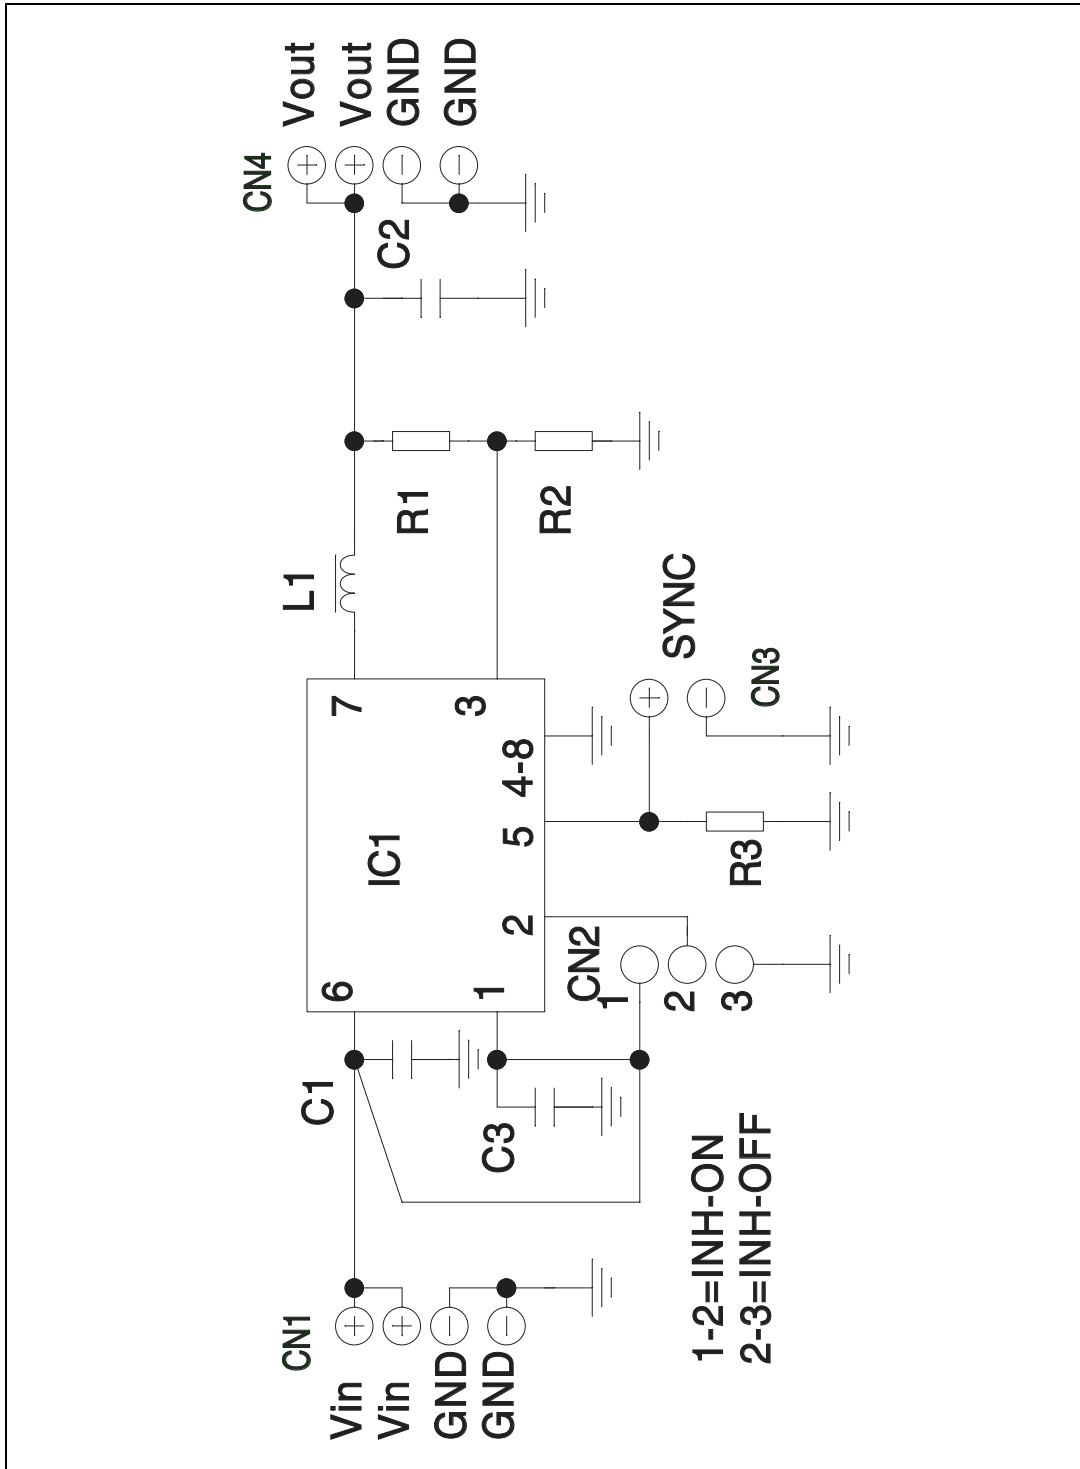 CN4
Vout
Vout
GND
GND
C2
R1
R2
L1
SYNC
CN3
IC1
7
3
4-8
5
2
6
1
R3
CN2
1
2
3
C1
C3
CN1
Vin
Vin
GND
GND
1-2=INH-ON
2-3=INH-OFF